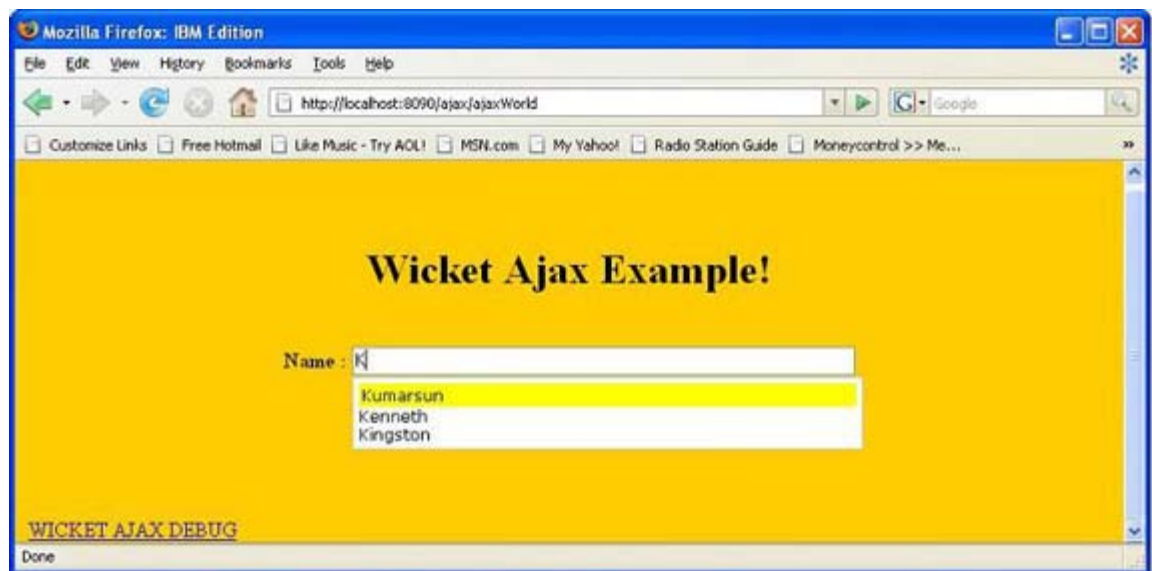 Mozilla Firefox: IBM Edition
File Edit View History Bookmarks Tools Help
http://localhost:8090/ajax/ajaxWorld
G Google
Customize Links Free Hotmail Like Music - Try AOL! MSN.com My Yahoo! Radio Station Guide Moneycontrol >> Me... »
Wicket Ajax Example!
Name : K
Kumarsun
Kenneth
Kingston
WICKET AJAX DEBUG
Done